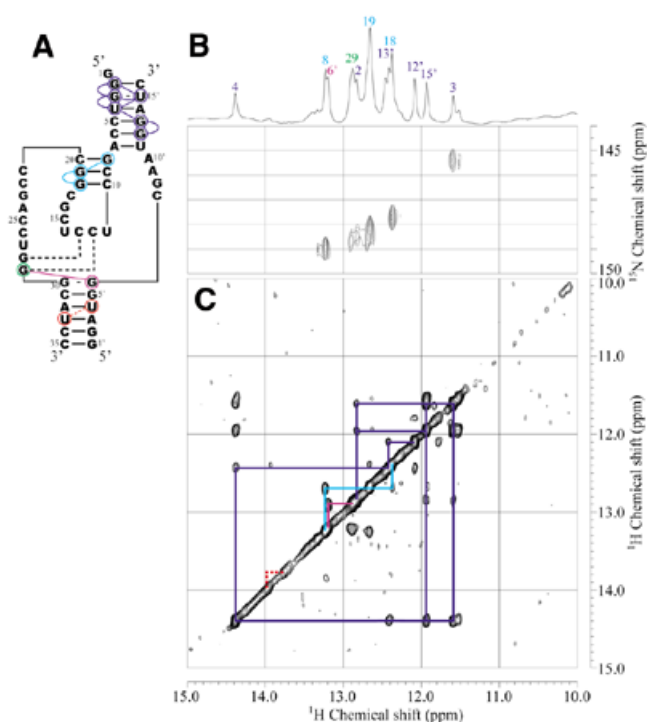 A
5' 3'
G C
G U 15'
G A
5 C G
C G
A U
C G A 10'
20 G C A
G C 10 G
C C
G
C
15 U C C U
C
C
G
A
25 C
C
U
G
G
30 G G
C G 5'
A U
U A
C G
35 C G 1'
3' 5'
B
4 8 6' 29 2 19 13' 18 12' 15' 3
145
150
¹⁵N Chemical shift (ppm)
C
10.0
11.0
12.0
13.0
14.0
15.0
¹H Chemical shift (ppm)
15.0 14.0 13.0 12.0 11.0 10.0
¹H Chemical shift (ppm)